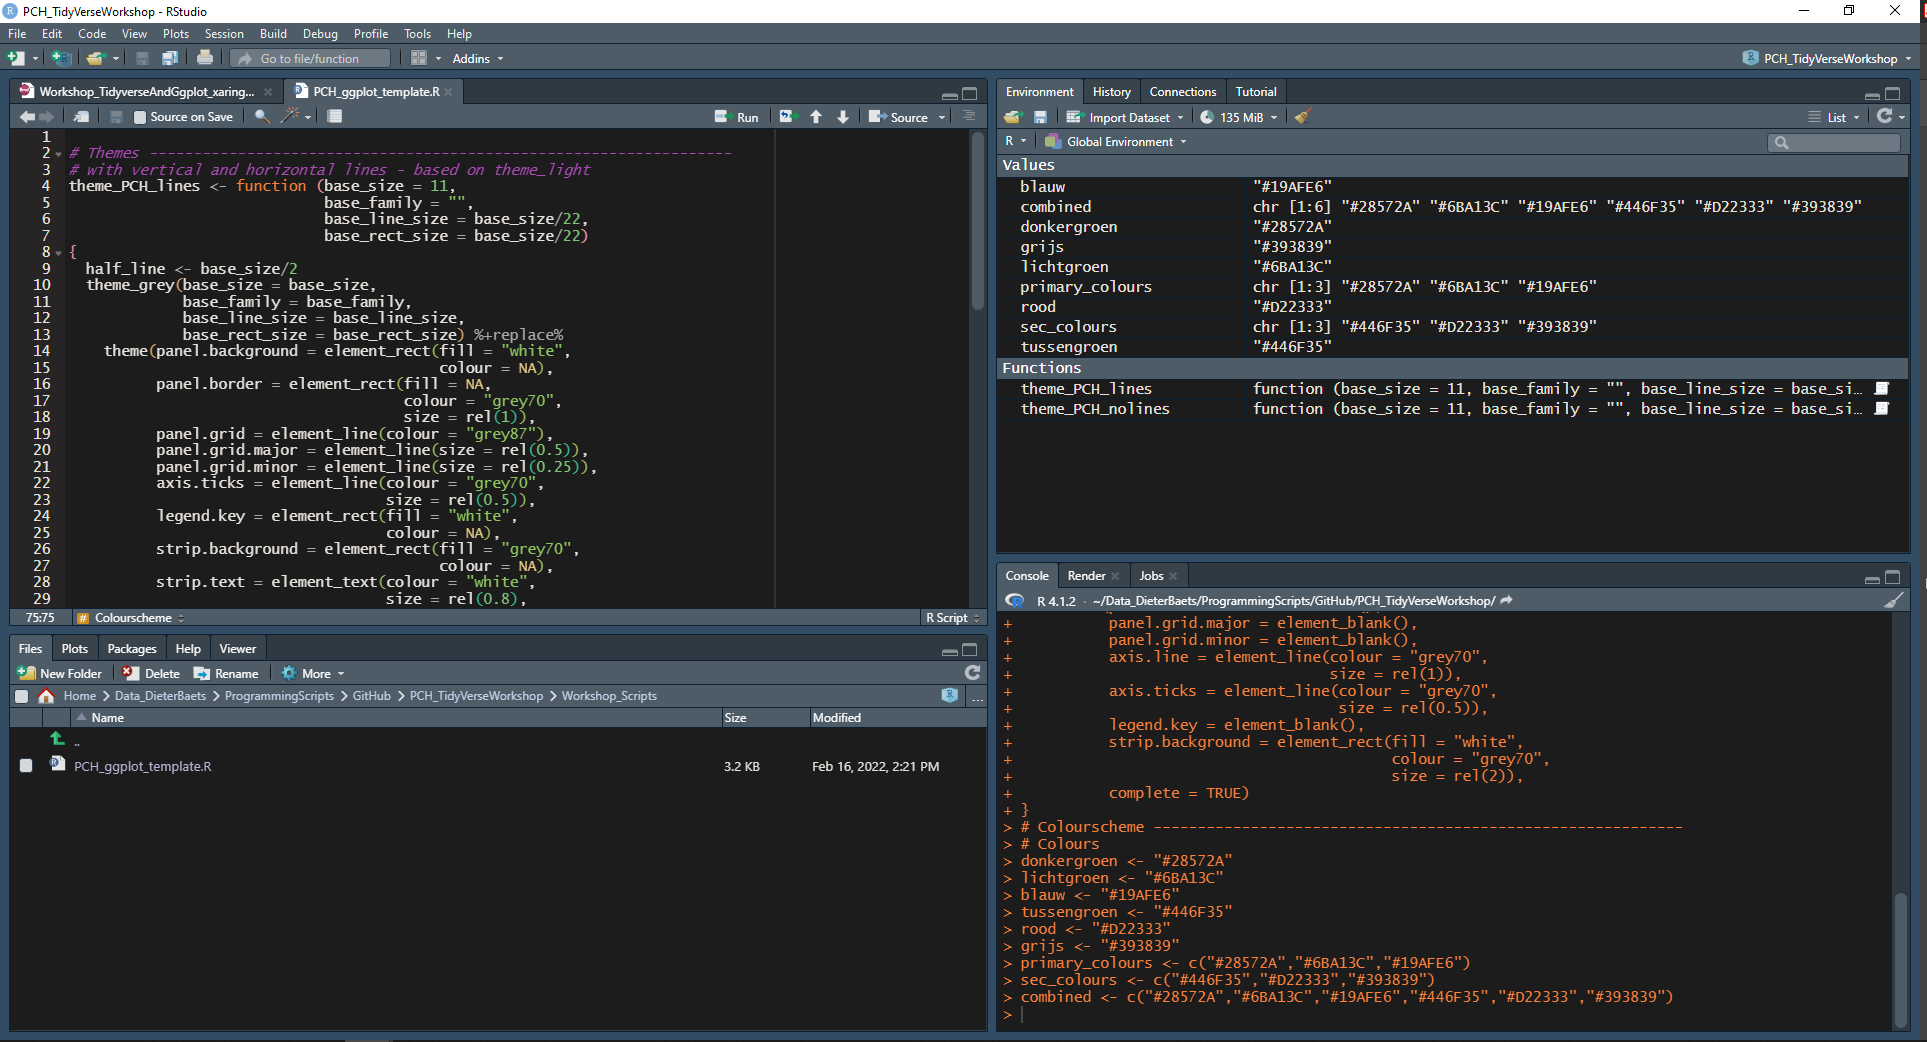 PCH_TidyVerseWorkshop - RStudio
File Edit Code View Plots Session Build Debug Profile Tools Help
Go to file/function Addins PCH_TidyVerseWorkshop
Workshop_TidyverseAndGgplot_xaring... PCH_ggplot_template.R
Source on Save Run Source
1
2 # Themes -------------------------------------------------------------------
3 # with vertical and horizontal lines - based on theme_light
4 theme_PCH_lines <- function (base_size = 11,
5 base_family = "",
6 base_line_size = base_size/22,
7 base_rect_size = base_size/22)
8 {
9 half_line <- base_size/2
10 theme_grey(base_size = base_size,
11 base_family = base_family,
12 base_line_size = base_line_size,
13 base_rect_size = base_rect_size) %+replace%
14 theme(panel.background = element_rect(fill = "white",
15 colour = NA),
16 panel.border = element_rect(fill = NA,
17 colour = "grey70",
18 size = rel(1)),
19 panel.grid = element_line(colour = "grey87"),
20 panel.grid.major = element_line(size = rel(0.5)),
21 panel.grid.minor = element_line(size = rel(0.25)),
22 axis.ticks = element_line(colour = "grey70",
23 size = rel(0.5)),
24 legend.key = element_rect(fill = "white",
25 colour = NA),
26 strip.background = element_rect(fill = "grey70",
27 colour = NA),
28 strip.text = element_text(colour = "white",
29 size = rel(0.8),
75:75 # Colourscheme R Script
Files Plots Packages Help Viewer
New Folder Delete Rename More
Home Data_DieterBaets ProgrammingScripts GitHub PCH_TidyVerseWorkshop Workshop_Scripts ...
Name Size Modified
..
PCH_ggplot_template.R 3.2 KB Feb 16, 2022, 2:21 PM
Environment History Connections Tutorial
Import Dataset 135 MiB List
R Global Environment
Values
blauw "#19AFE6"
combined chr [1:6] "#28572A" "#6BA13C" "#19AFE6" "#446F35" "#D22333" "#393839"
donkergroen "#28572A"
grijs "#393839"
lichtgroen "#6BA13C"
primary_colours chr [1:3] "#28572A" "#6BA13C" "#19AFE6"
rood "#D22333"
sec_colours chr [1:3] "#446F35" "#D22333" "#393839"
tussengroen "#446F35"
Functions
theme_PCH_lines function (base_size = 11, base_family = "", base_line_size = base_si...
theme_PCH_nolines function (base_size = 11, base_family = "", base_line_size = base_si...
Console Render Jobs
R 4.1.2 · ~/Data_DieterBaets/ProgrammingScripts/GitHub/PCH_TidyVerseWorkshop/
+ panel.grid.major = element_blank(),
+ panel.grid.minor = element_blank(),
+ axis.line = element_line(colour = "grey70",
+ size = rel(1)),
+ axis.ticks = element_line(colour = "grey70",
+ size = rel(0.5)),
+ legend.key = element_blank(),
+ strip.background = element_rect(fill = "white",
+ colour = "grey70",
+ size = rel(2)),
+ complete = TRUE)
+ }
> # Colourscheme -------------------------------------------------------------
> # Colours
> donkergroen <- "#28572A"
> lichtgroen <- "#6BA13C"
> blauw <- "#19AFE6"
> tussengroen <- "#446F35"
> rood <- "#D22333"
> grijs <- "#393839"
> primary_colours <- c("#28572A","#6BA13C","#19AFE6")
> sec_colours <- c("#446F35","#D22333","#393839")
> combined <- c("#28572A","#6BA13C","#19AFE6","#446F35","#D22333","#393839")
>